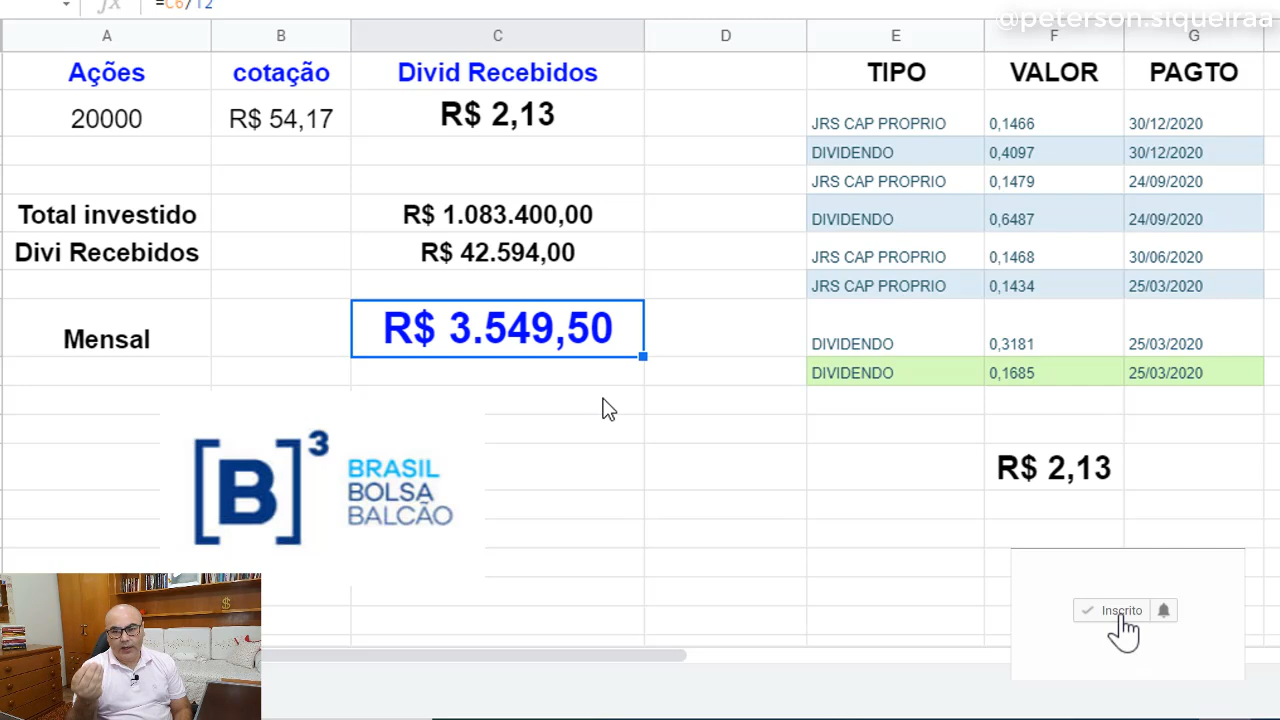 =C6/12
@peterson.siqueiraa
A B C D E F G
Ações cotação Divid Recebidos TIPO VALOR PAGTO
20000 R$ 54,17 R$ 2,13 JRS CAP PROPRIO 0,1466 30/12/2020
DIVIDENDO 0,4097 30/12/2020
JRS CAP PROPRIO 0,1479 24/09/2020
Total investido R$ 1.083.400,00 DIVIDENDO 0,6487 24/09/2020
Divi Recebidos R$ 42.594,00 JRS CAP PROPRIO 0,1468 30/06/2020
JRS CAP PROPRIO 0,1434 25/03/2020
Mensal R$ 3.549,50 DIVIDENDO 0,3181 25/03/2020
DIVIDENDO 0,1685 25/03/2020
R$ 2,13
[B]³
BRASIL
BOLSA
BALCÃO
Inscrito